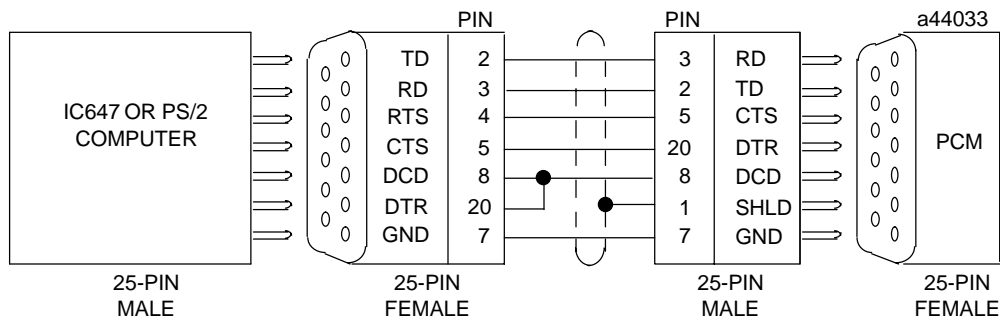 PIN PIN a44033
TD 2 3 RD
RD 3 2 TD
RTS 4 5 CTS
CTS 5 20 DTR
DCD 8 8 DCD
DTR 20 1 SHLD
GND 7 7 GND
IC647 OR PS/2
COMPUTER
PCM
25-PIN
MALE
25-PIN
FEMALE
25-PIN
MALE
25-PIN
FEMALE